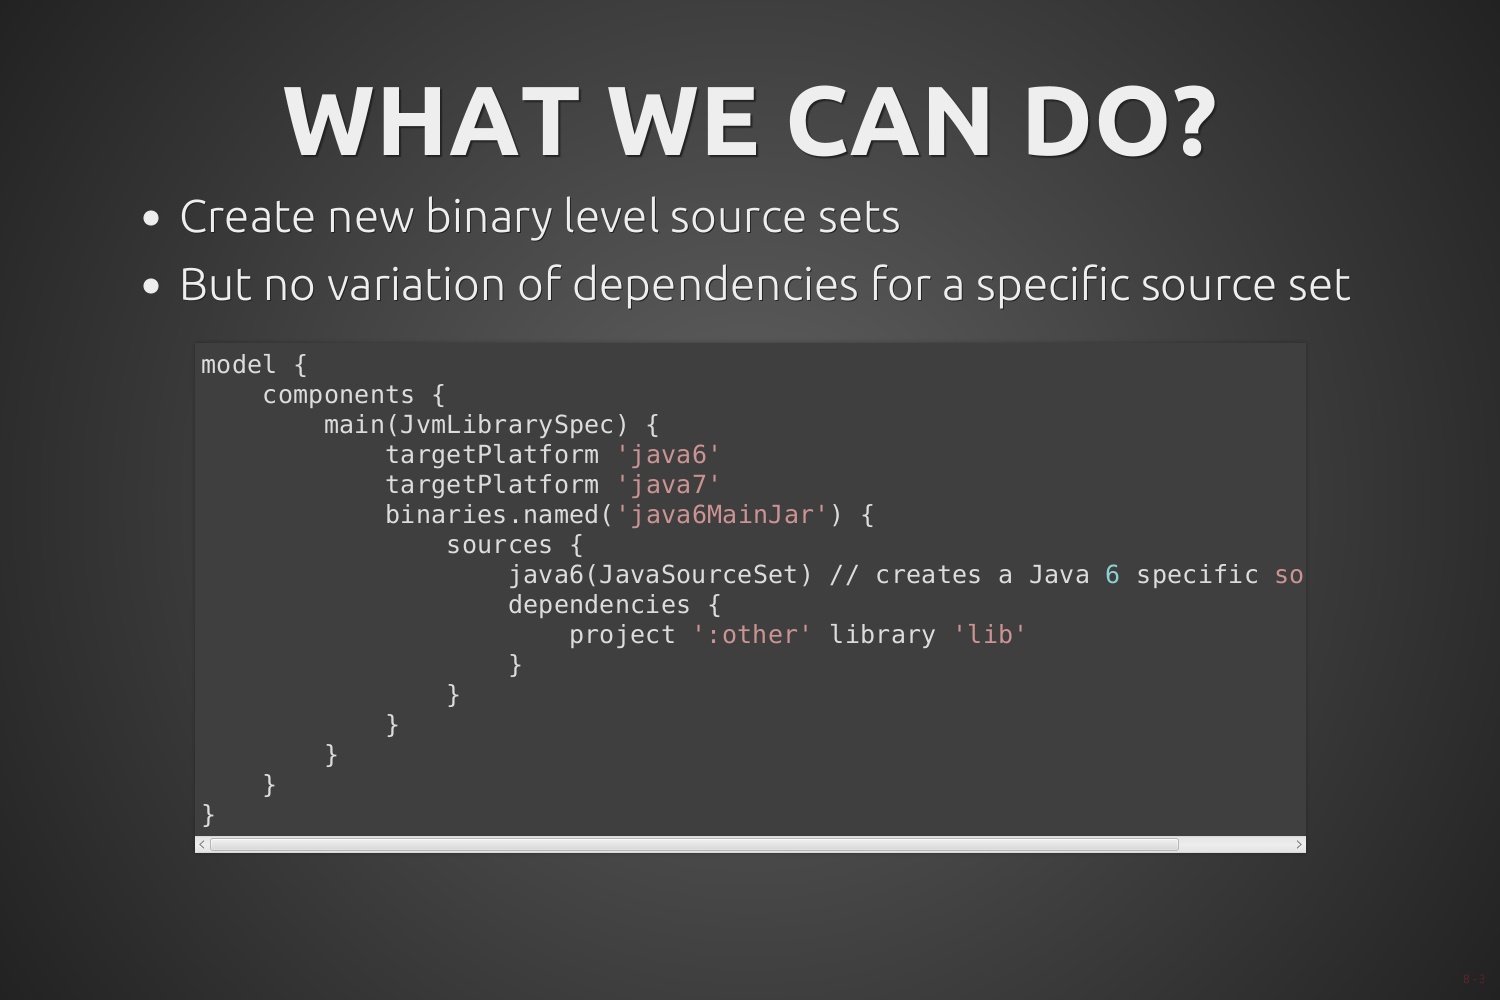 WHAT WE CAN DO?
• Create new binary level source sets
• But no variation of dependencies for a specific source set
model {
    components {
        main(JvmLibrarySpec) {
            targetPlatform 'java6'
            targetPlatform 'java7'
            binaries.named('java6MainJar') {
                sources {
                    java6(JavaSourceSet) // creates a Java 6 specific so
                    dependencies {
                        project ':other' library 'lib'
                    }
                }
            }
        }
    }
}